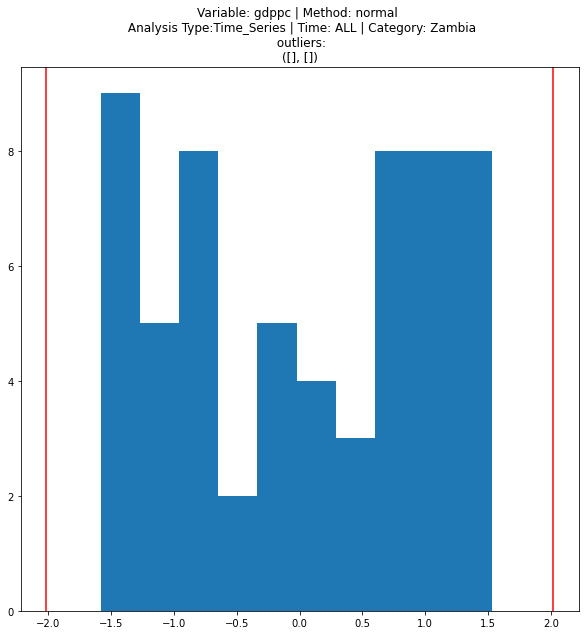 Variable: gdppc | Method: normal
Analysis Type:Time_Series | Time: ALL | Category: Zambia
outliers:
([], [])
8
6
4
2
0
−2.0 −1.5 −1.0 −0.5 0.0 0.5 1.0 1.5 2.0